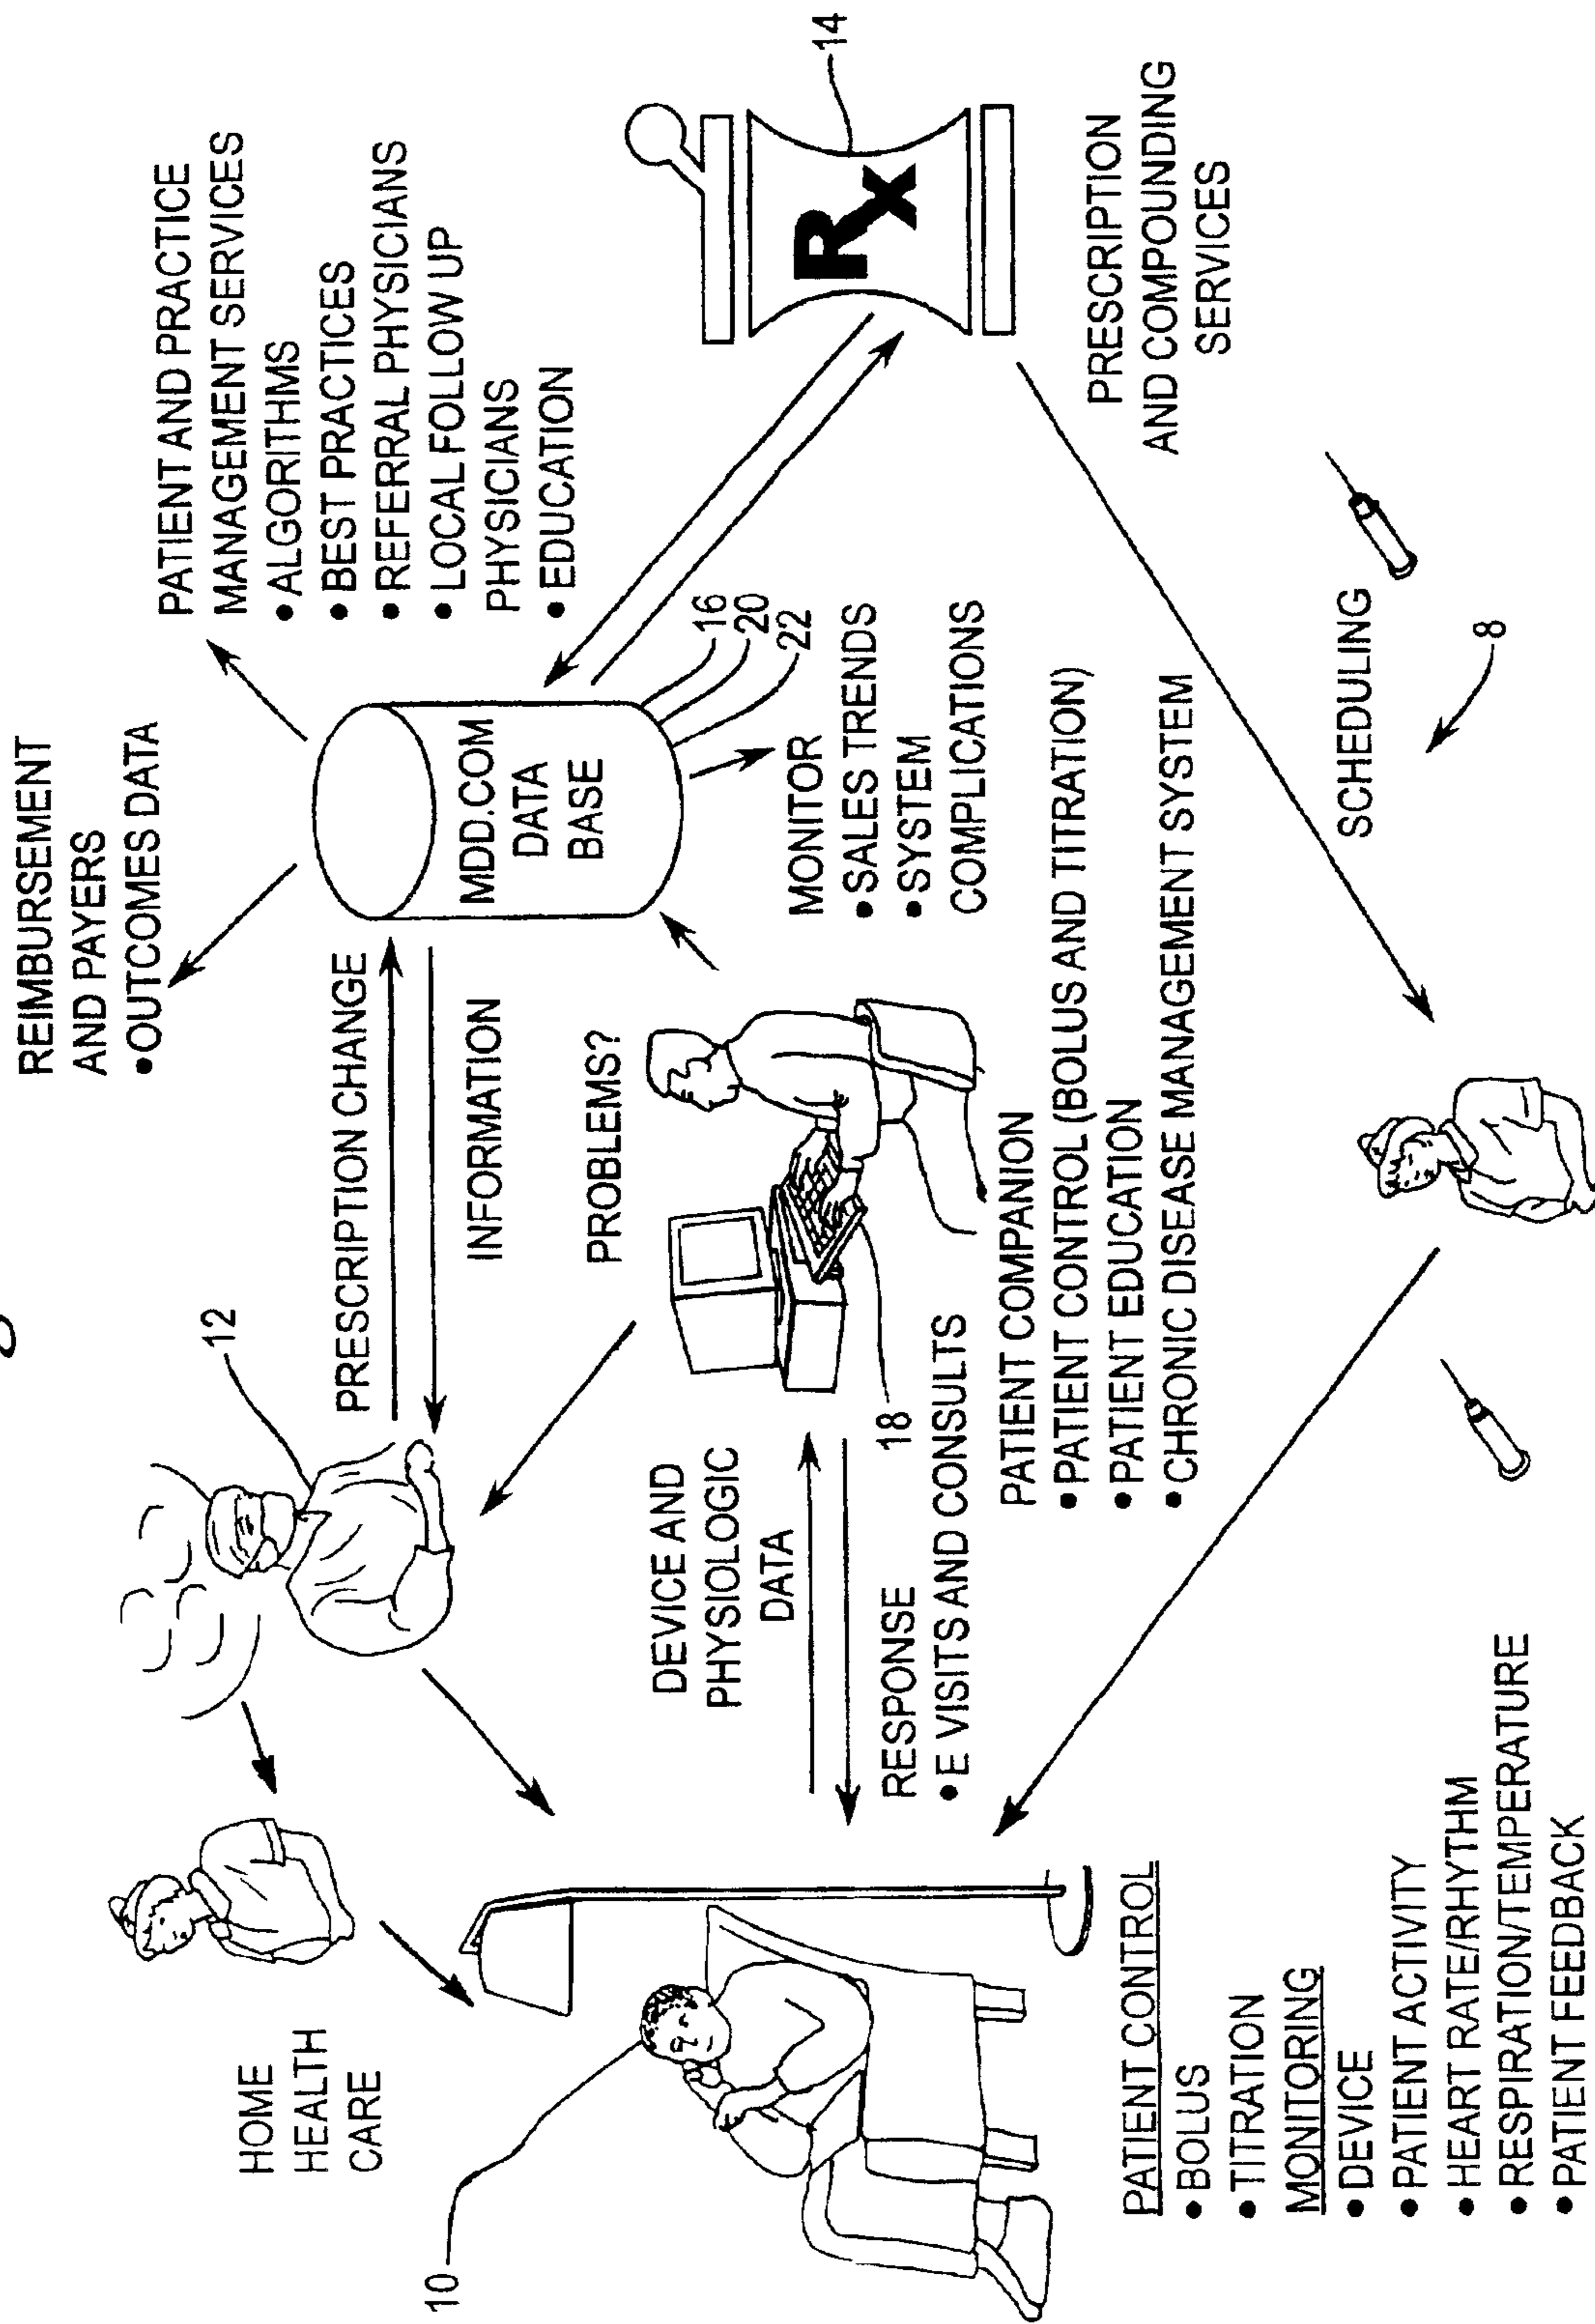 REIMBURSEMENT
AND PAYERS
•OUTCOMES DATA
PATIENT AND PRACTICE
MANAGEMENT SERVICES
• ALGORITHMS
• BEST PRACTICES
• REFERRAL PHYSICIANS
• LOCAL FOLLOW UP
PHYSICIANS
• EDUCATION
HOME
HEALTH
CARE
12
PRESCRIPTION CHANGE
INFORMATION
MDD.COM
DATA
BASE
16
20
22
14
Rx
PROBLEMS?
MONITOR
• SALES TRENDS
• SYSTEM
COMPLICATIONS
PRESCRIPTION
AND COMPOUNDING
SERVICES
10
DEVICE AND
PHYSIOLOGIC
DATA
18
RESPONSE
• E VISITS AND CONSULTS
PATIENT COMPANION
• PATIENT CONTROL (BOLUS AND TITRATION)
• PATIENT EDUCATION
• CHRONIC DISEASE MANAGEMENT SYSTEM
SCHEDULING
8
PATIENT CONTROL
• BOLUS
• TITRATION
MONITORING
• DEVICE
• PATIENT ACTIVITY
• HEART RATE/RHYTHM
• RESPIRATION/TEMPERATURE
• PATIENT FEEDBACK